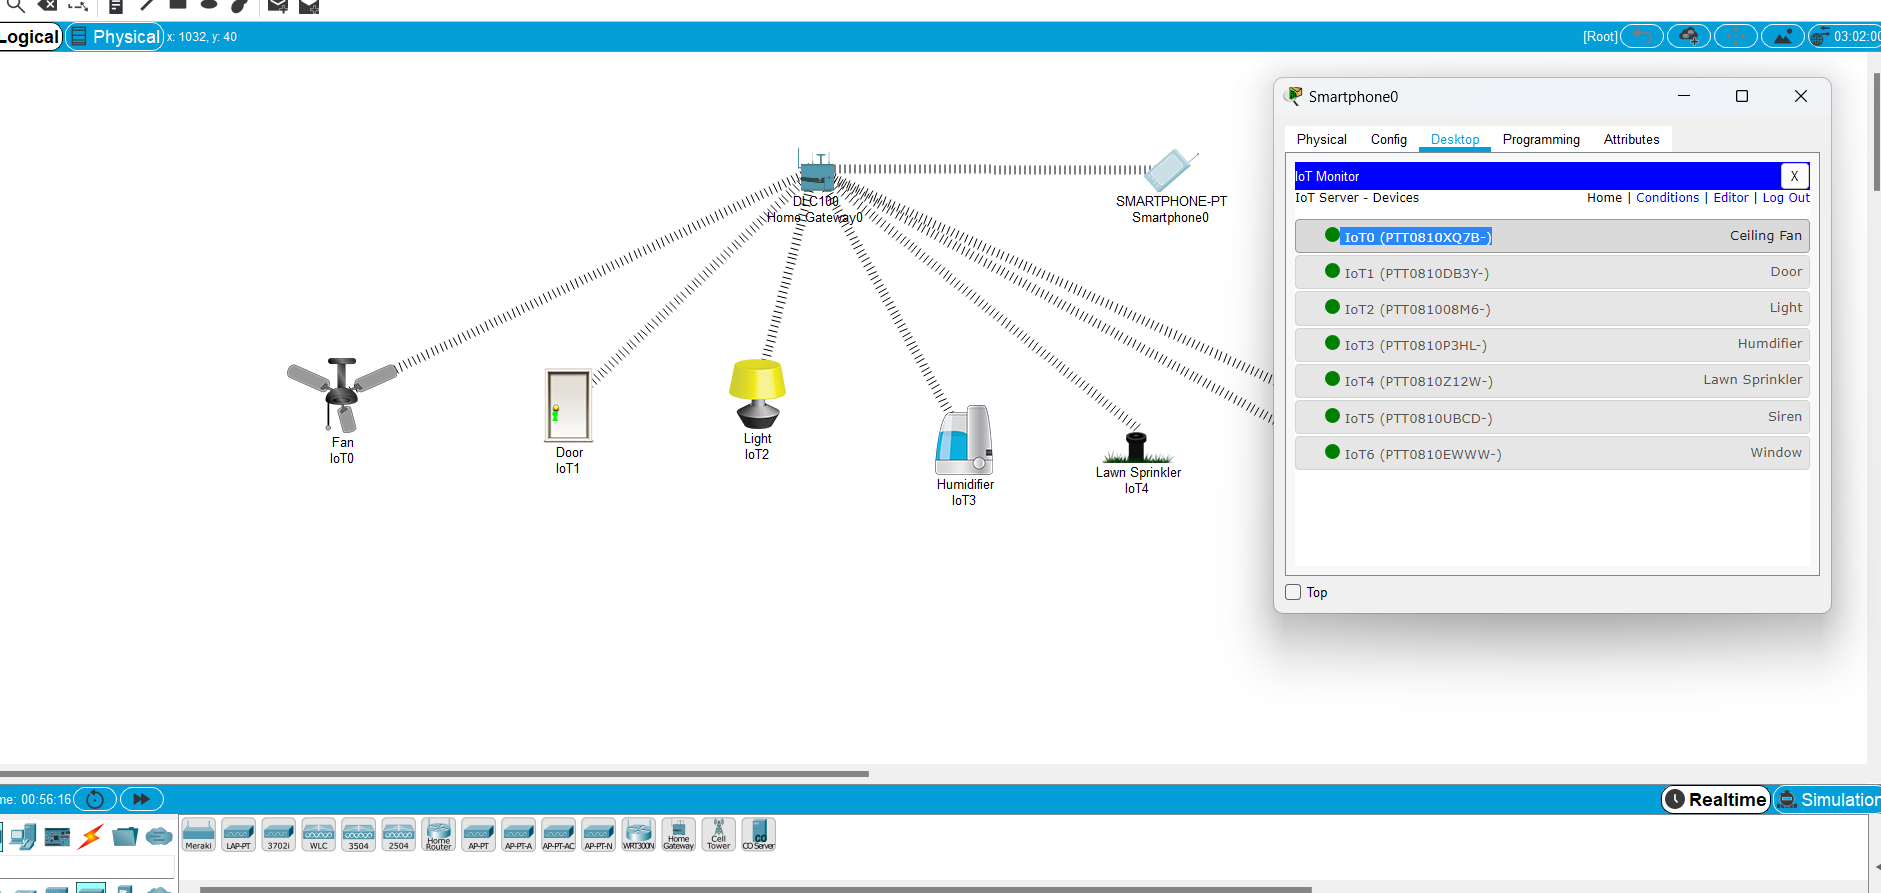 Logical
Physical
x: 1032, y: 40
[Root]
03:02:00
Smartphone0
Physical
Config
Desktop
Programming
Attributes
IoT Monitor
X
IoT Server - Devices
Home | Conditions | Editor | Log Out
IoT0 (PTT0810XQ7B-)
Ceiling Fan
IoT1 (PTT0810DB3Y-)
Door
IoT2 (PTT081008M6-)
Light
IoT3 (PTT0810P3HL-)
Humdifier
IoT4 (PTT0810Z12W-)
Lawn Sprinkler
IoT5 (PTT0810UBCD-)
Siren
IoT6 (PTT0810EWWW-)
Window
Top
DLC100
Home Gateway0
SMARTPHONE-PT
Smartphone0
Fan
IoT0
Door
IoT1
Light
IoT2
Humidifier
IoT3
Lawn Sprinkler
IoT4
me: 00:56:16
Realtime
Simulation
Meraki
LAP-PT
3702i
WLC
3504
2504
Home
Router
AP-PT
AP-PT-A
AP-PT-AC
AP-PT-N
WRT300N
Home
Gateway
Cell
Tower
CO
CO Server